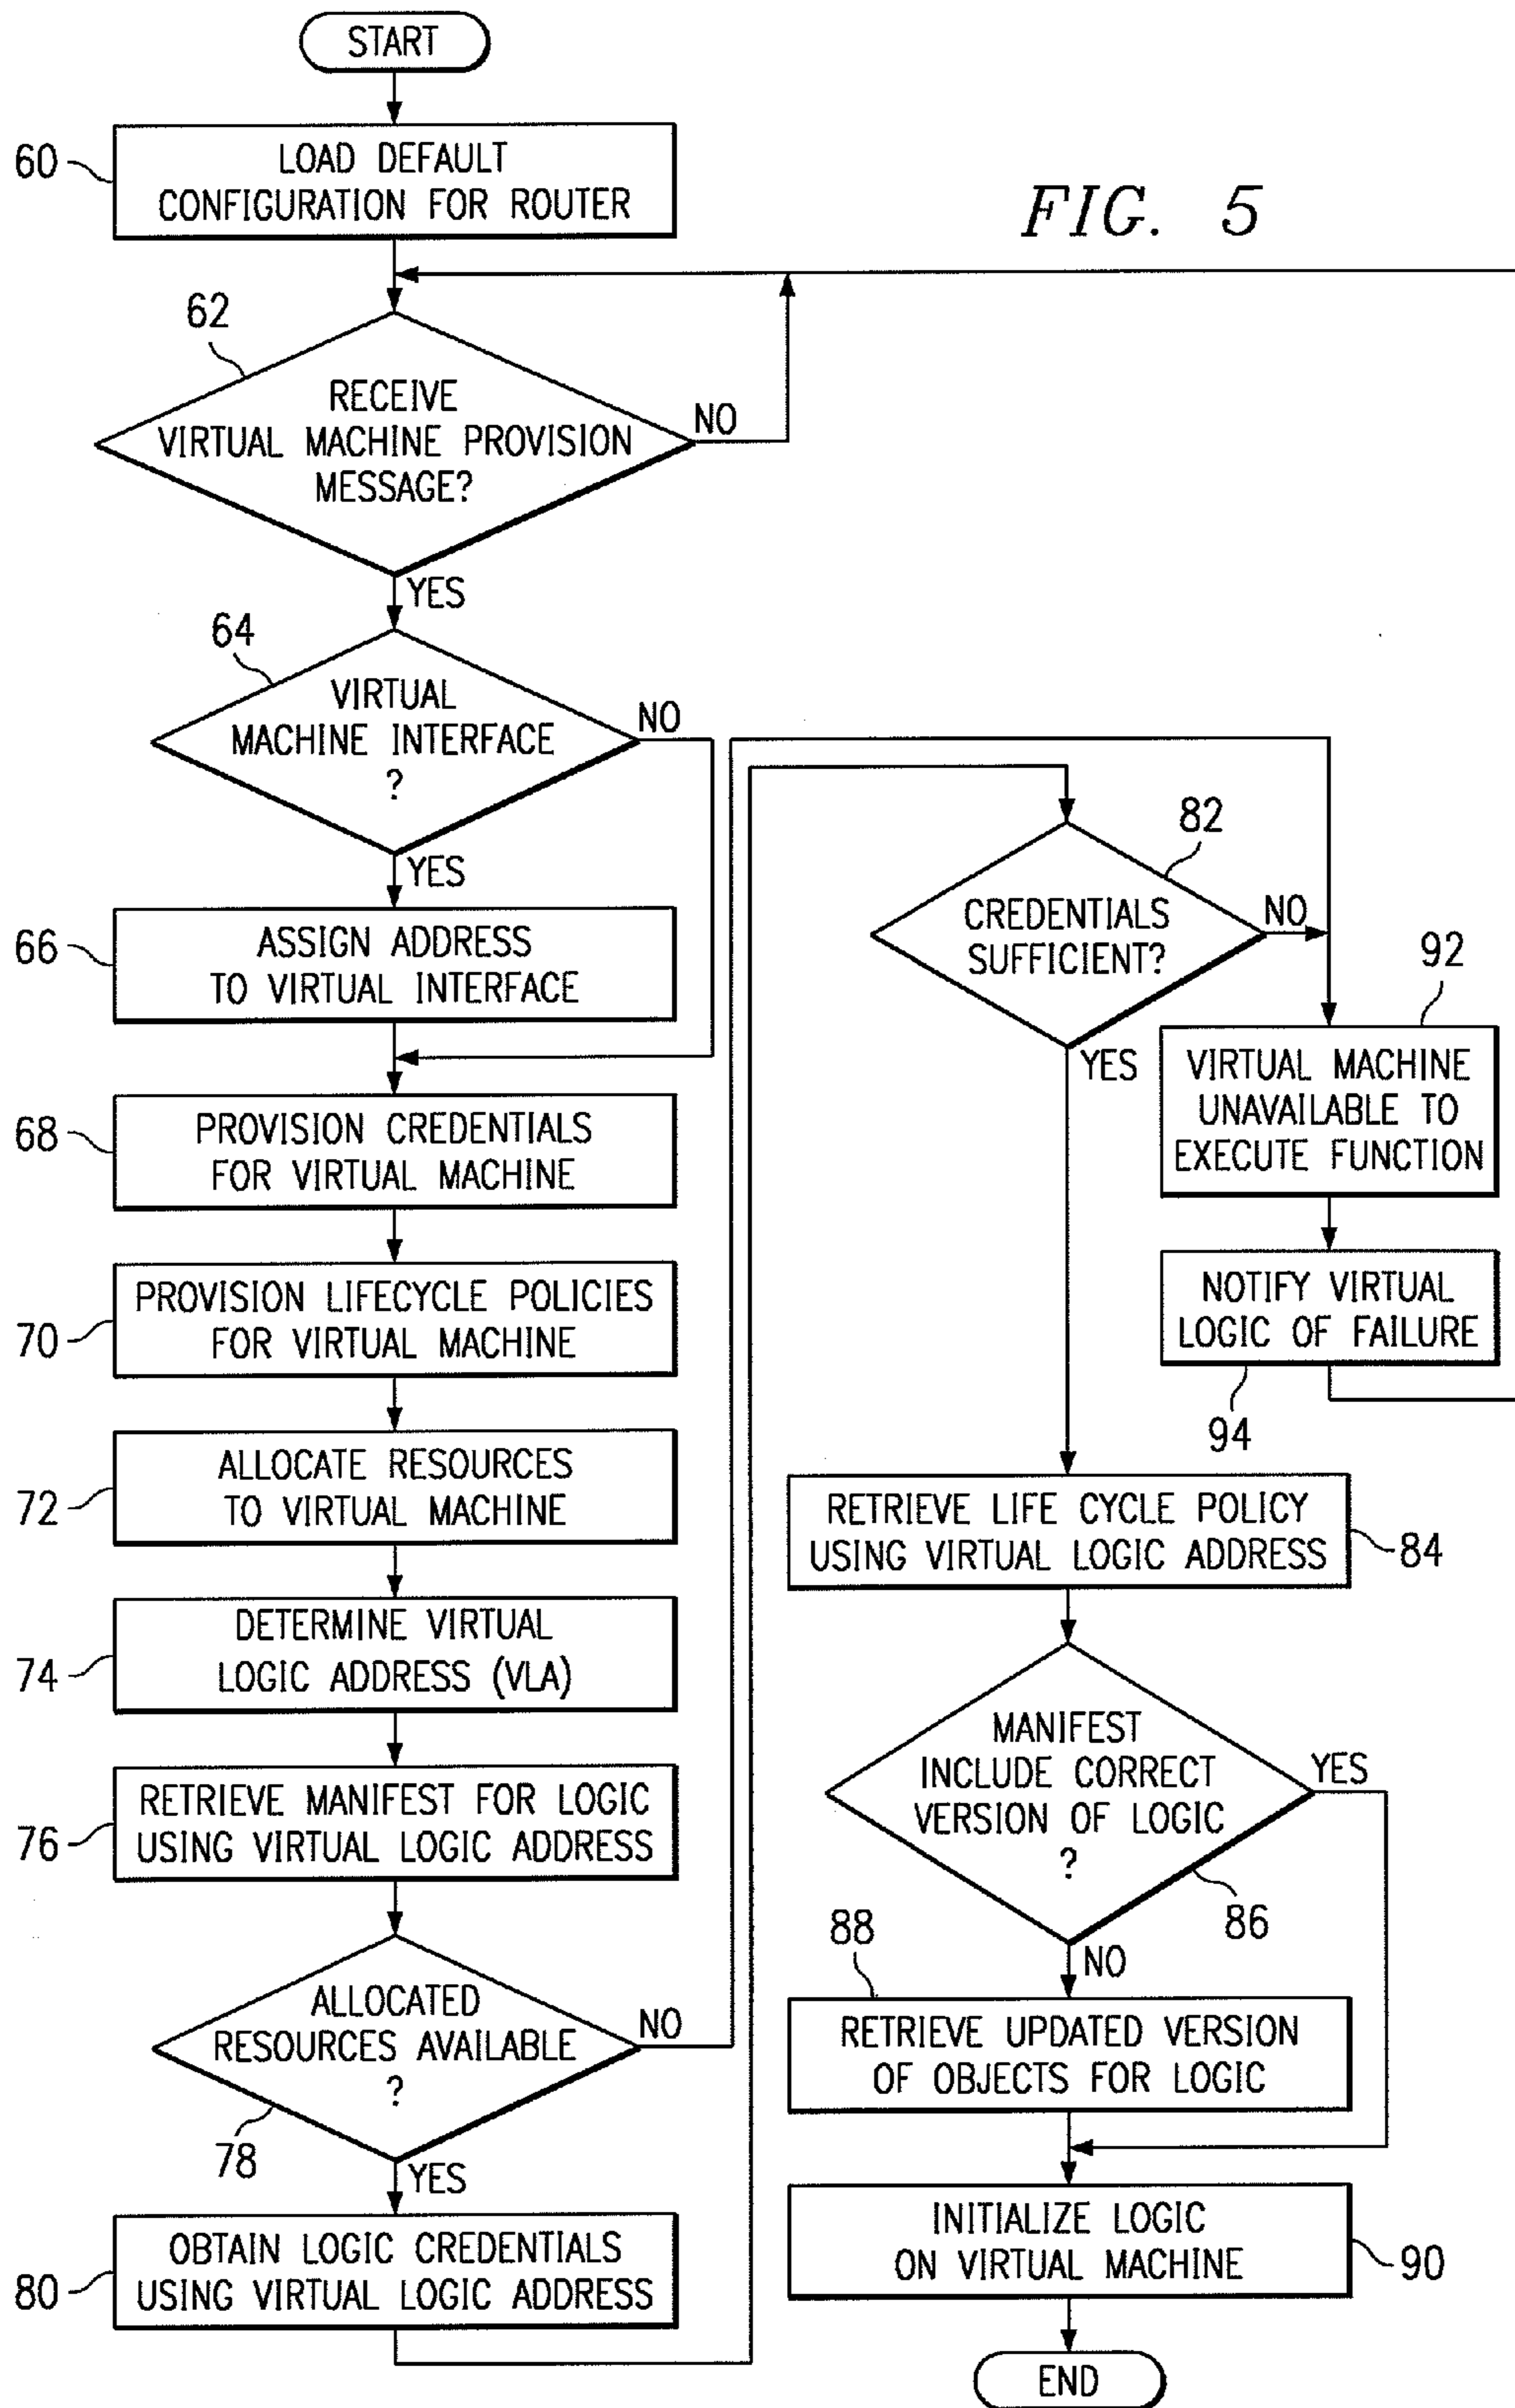 START
60
LOAD DEFAULT
CONFIGURATION FOR ROUTER
FIG. 5
62
RECEIVE
VIRTUAL MACHINE PROVISION
MESSAGE?
NO
YES
64
VIRTUAL
MACHINE INTERFACE
?
NO
YES
66
ASSIGN ADDRESS
TO VIRTUAL INTERFACE
68
PROVISION CREDENTIALS
FOR VIRTUAL MACHINE
70
PROVISION LIFECYCLE POLICIES
FOR VIRTUAL MACHINE
72
ALLOCATE RESOURCES
TO VIRTUAL MACHINE
74
DETERMINE VIRTUAL
LOGIC ADDRESS (VLA)
76
RETRIEVE MANIFEST FOR LOGIC
USING VIRTUAL LOGIC ADDRESS
ALLOCATED
RESOURCES AVAILABLE
?
NO
78
YES
80
OBTAIN LOGIC CREDENTIALS
USING VIRTUAL LOGIC ADDRESS
82
CREDENTIALS
SUFFICIENT?
NO
YES
92
VIRTUAL MACHINE
UNAVAILABLE TO
EXECUTE FUNCTION
NOTIFY VIRTUAL
LOGIC OF FAILURE
94
RETRIEVE LIFE CYCLE POLICY
USING VIRTUAL LOGIC ADDRESS
84
MANIFEST
INCLUDE CORRECT
VERSION OF LOGIC
?
YES
86
NO
88
RETRIEVE UPDATED VERSION
OF OBJECTS FOR LOGIC
INITIALIZE LOGIC
ON VIRTUAL MACHINE
90
END